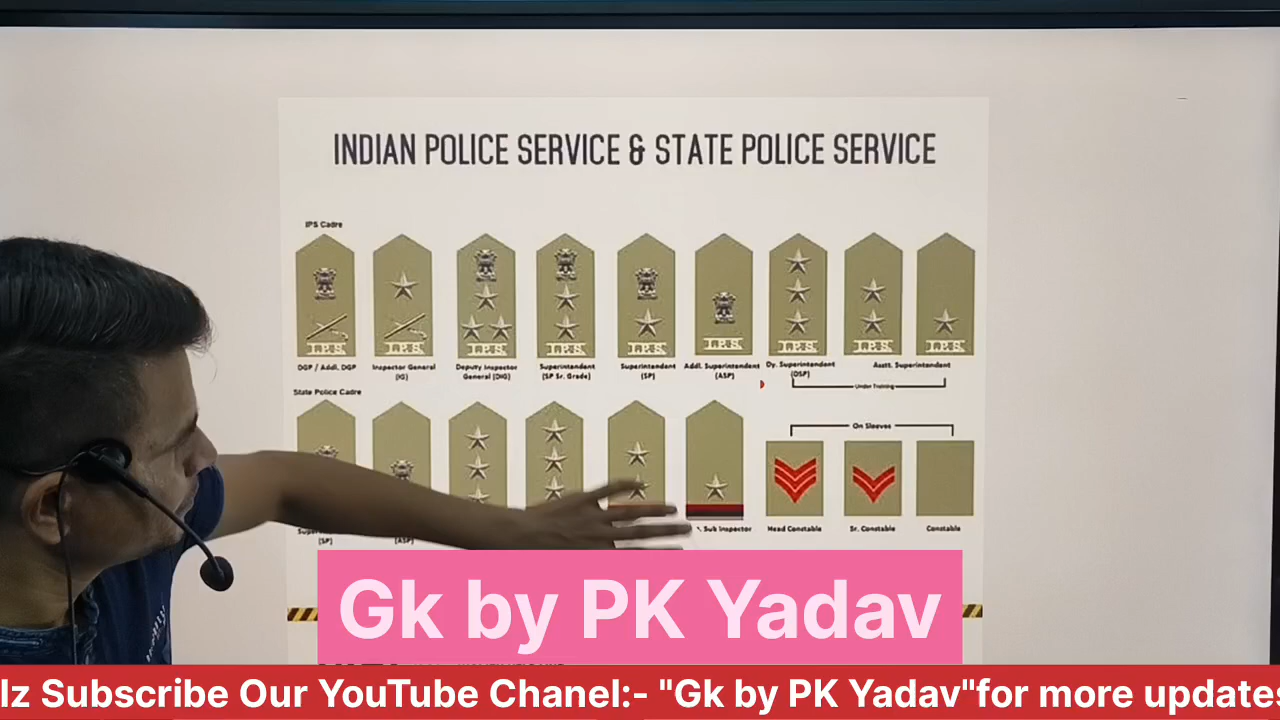 INDIAN POLICE SERVICE & STATE POLICE SERVICE
IPS Cadre
I.P.S. I.P.S. I.P.S. I.P.S. I.P.S. I.P.S. I.P.S. I.P.S. I.P.S.
DGP / Addl. DGP
Inspector General
(IG)
Deputy Inspector
General (DIG)
Superintendent
(SP Sr. Grade)
Superintendent
(SP)
Addl. Superintendent
(ASP)
Dy. Superintendent
(DSP)
Asstt. Superintendent
Under Training
State Police Cadre
On Sleeves
(SP)
(ASP)
Sub Inspector
Head Constable
Sr. Constable
Constable
Gk by PK Yadav
lz Subscribe Our YouTube Chanel:- "Gk by PK Yadav"for more updates